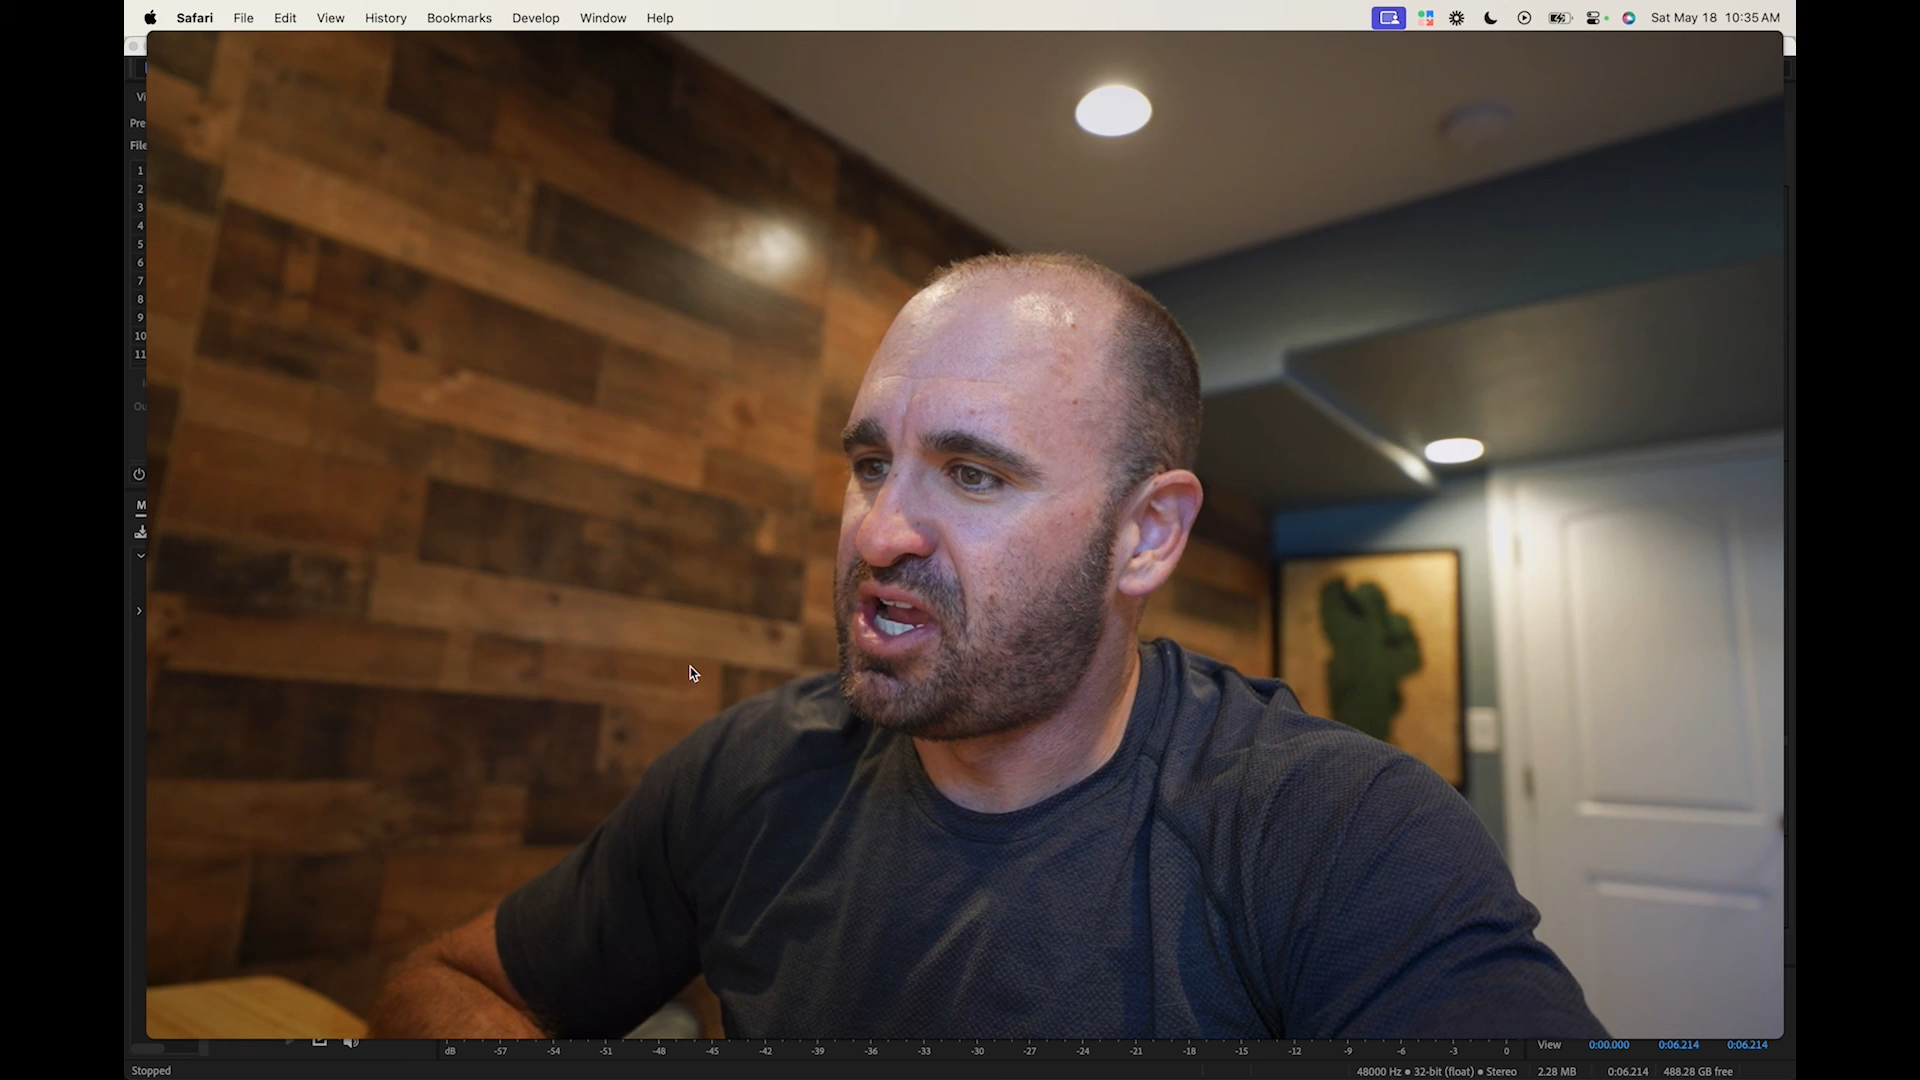 Safari File Edit View History Bookmarks Develop Window Help Sat May 18 10:35 AM
Vi
Pre
File
1
2
3
4
5
6
7
8
9
10
11
Ou
M
dB -57 -54 -51 -48 -45 -42 -39 -36 -33 -30 -27 -24 -21 -18 -15 -12 -9 -6 -3 0 View 0:00.000 0:06.214 0:06.214
Stopped 48000 Hz ● 32-bit (float) ● Stereo 2.28 MB 0:06.214 488.28 GB free